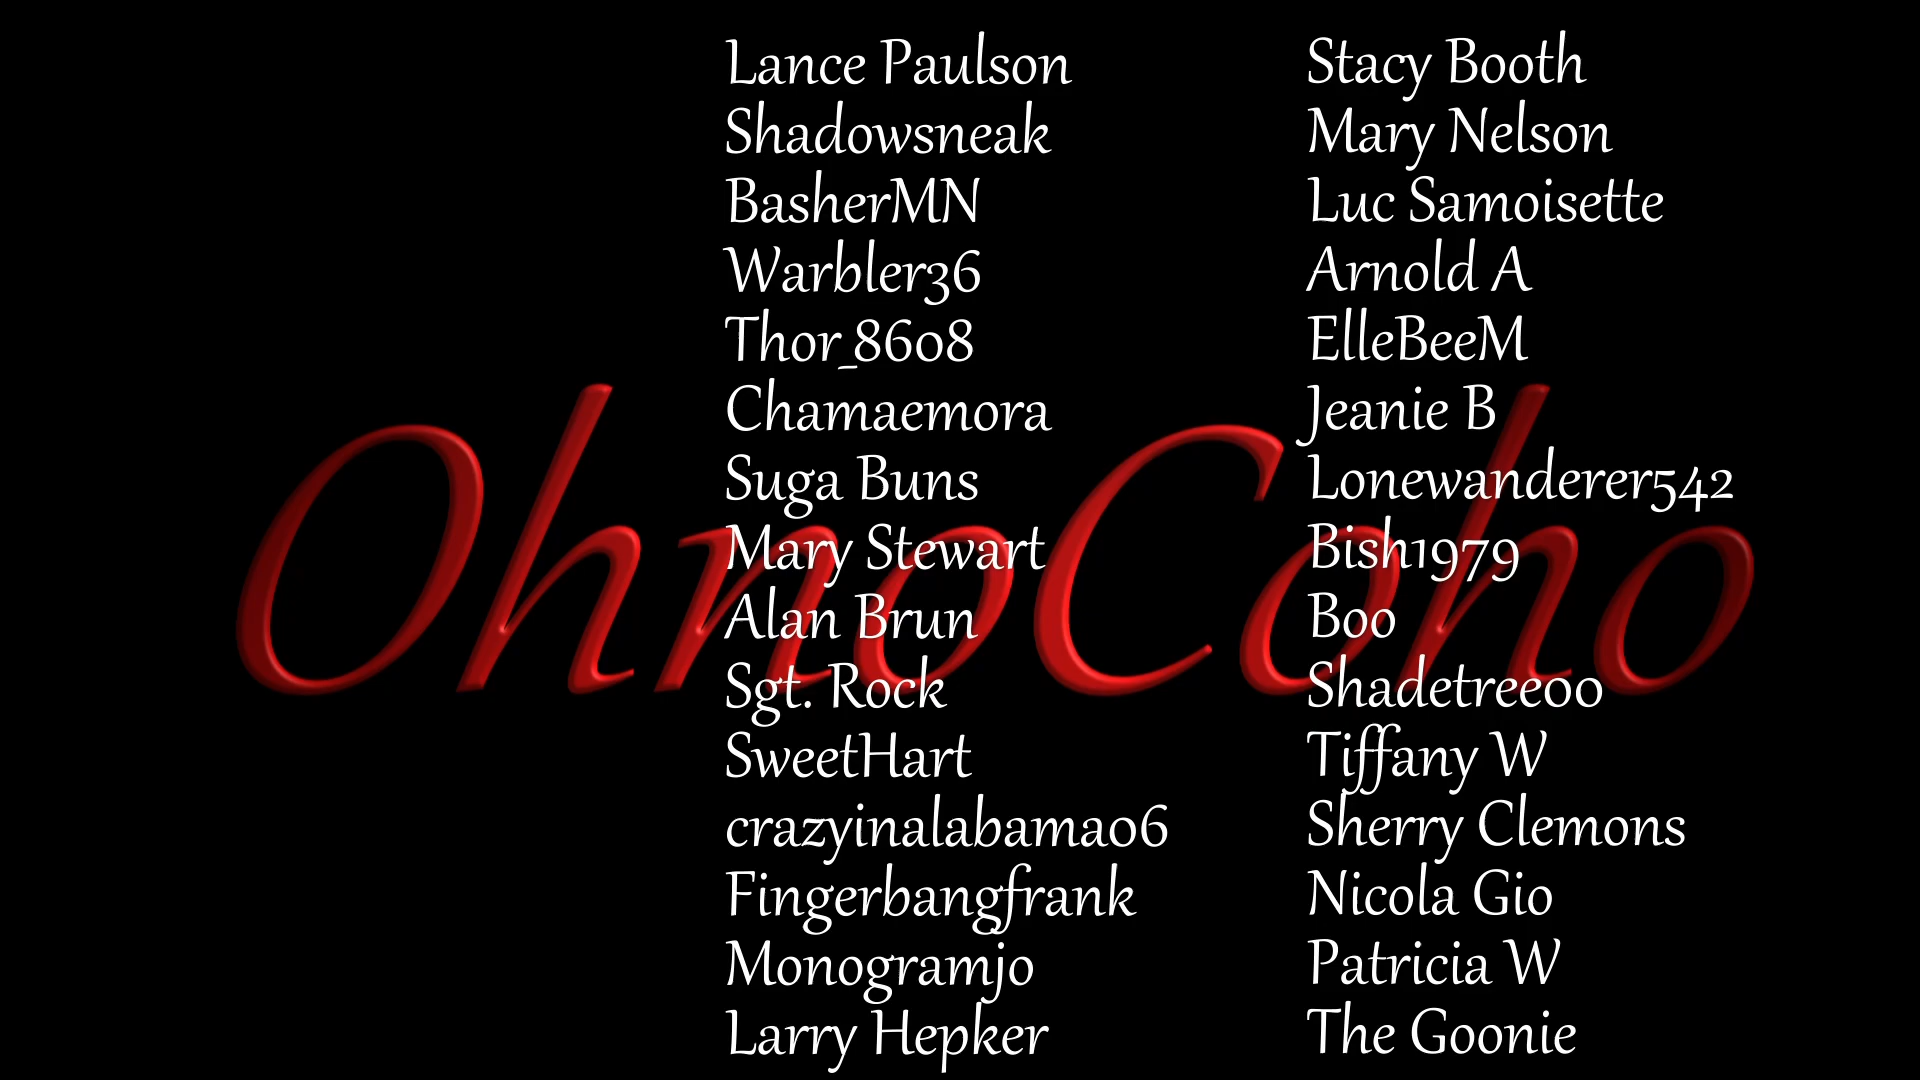 Lance Paulson
Shadowsneak
BasherMN
Warbler36
Thor_8608
Chamaemora
Suga Buns
Mary Stewart
Alan Brun
Sgt. Rock
SweetHart
crazyinalabama06
Fingerbangfrank
Monogramjo
Larry Hepker
Stacy Booth
Mary Nelson
Luc Samoisette
Arnold A
ElleBeeM
Jeanie B
Lonewanderer542
Bish1979
Boo
Shadetree00
Tiffany W
Sherry Clemons
Nicola Gio
Patricia W
The Goonie
OhnoCoho